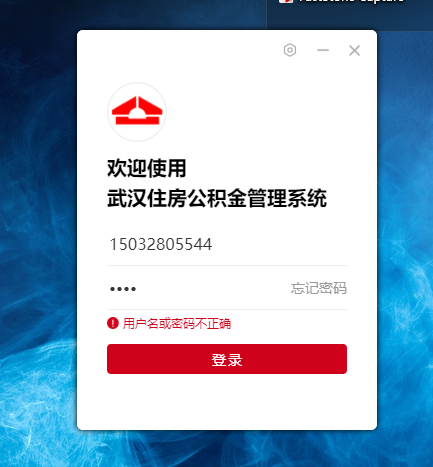 欢迎使用
武汉住房公积金管理系统
15032805544
•••• 忘记密码
用户名或密码不正确
登录